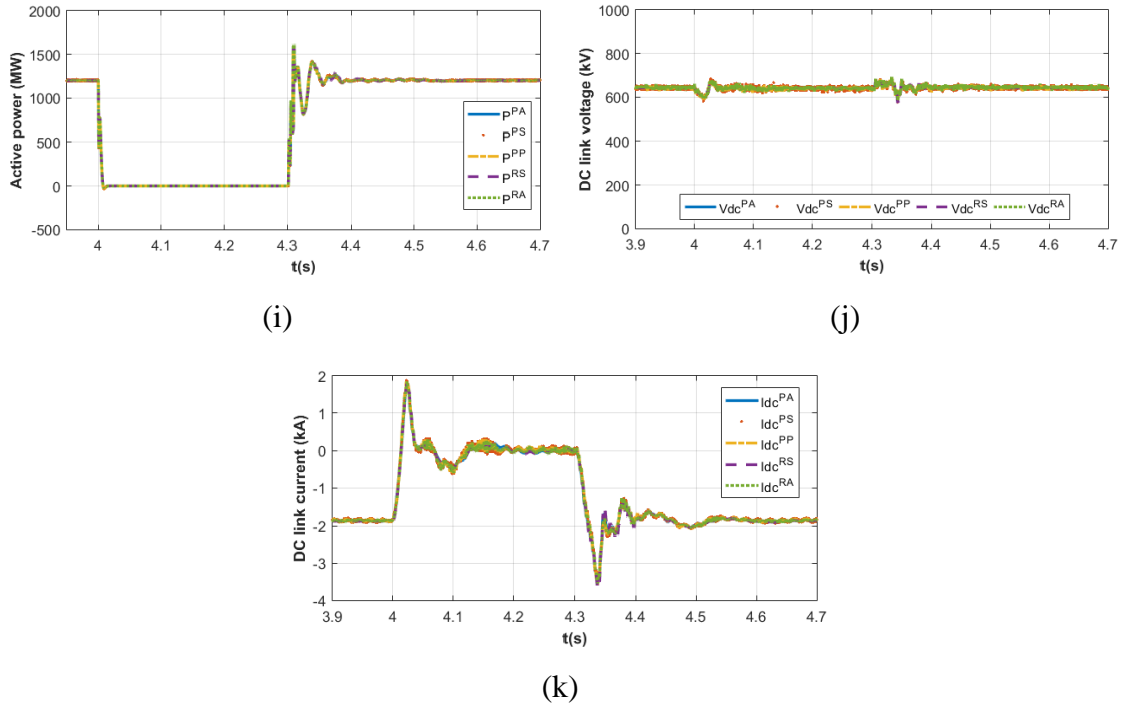 2000
1500
1000
500
0
-500
Active power (MW)
4
4.1
4.2
4.3
4.4
4.5
4.6
4.7
t(s)
P^PA
P^PS
P^PP
P^RS
P^RA
(i)
1000
800
600
400
200
0
DC link voltage (kV)
3.9
4
4.1
4.2
4.3
4.4
4.5
4.6
4.7
t(s)
Vdc^PA Vdc^PS Vdc^PP Vdc^RS Vdc^RA
(j)
2
1
0
-1
-2
-3
-4
DC link current (kA)
3.9
4
4.1
4.2
4.3
4.4
4.5
4.6
4.7
t(s)
Idc^PA
Idc^PS
Idc^PP
Idc^RS
Idc^RA
(k)